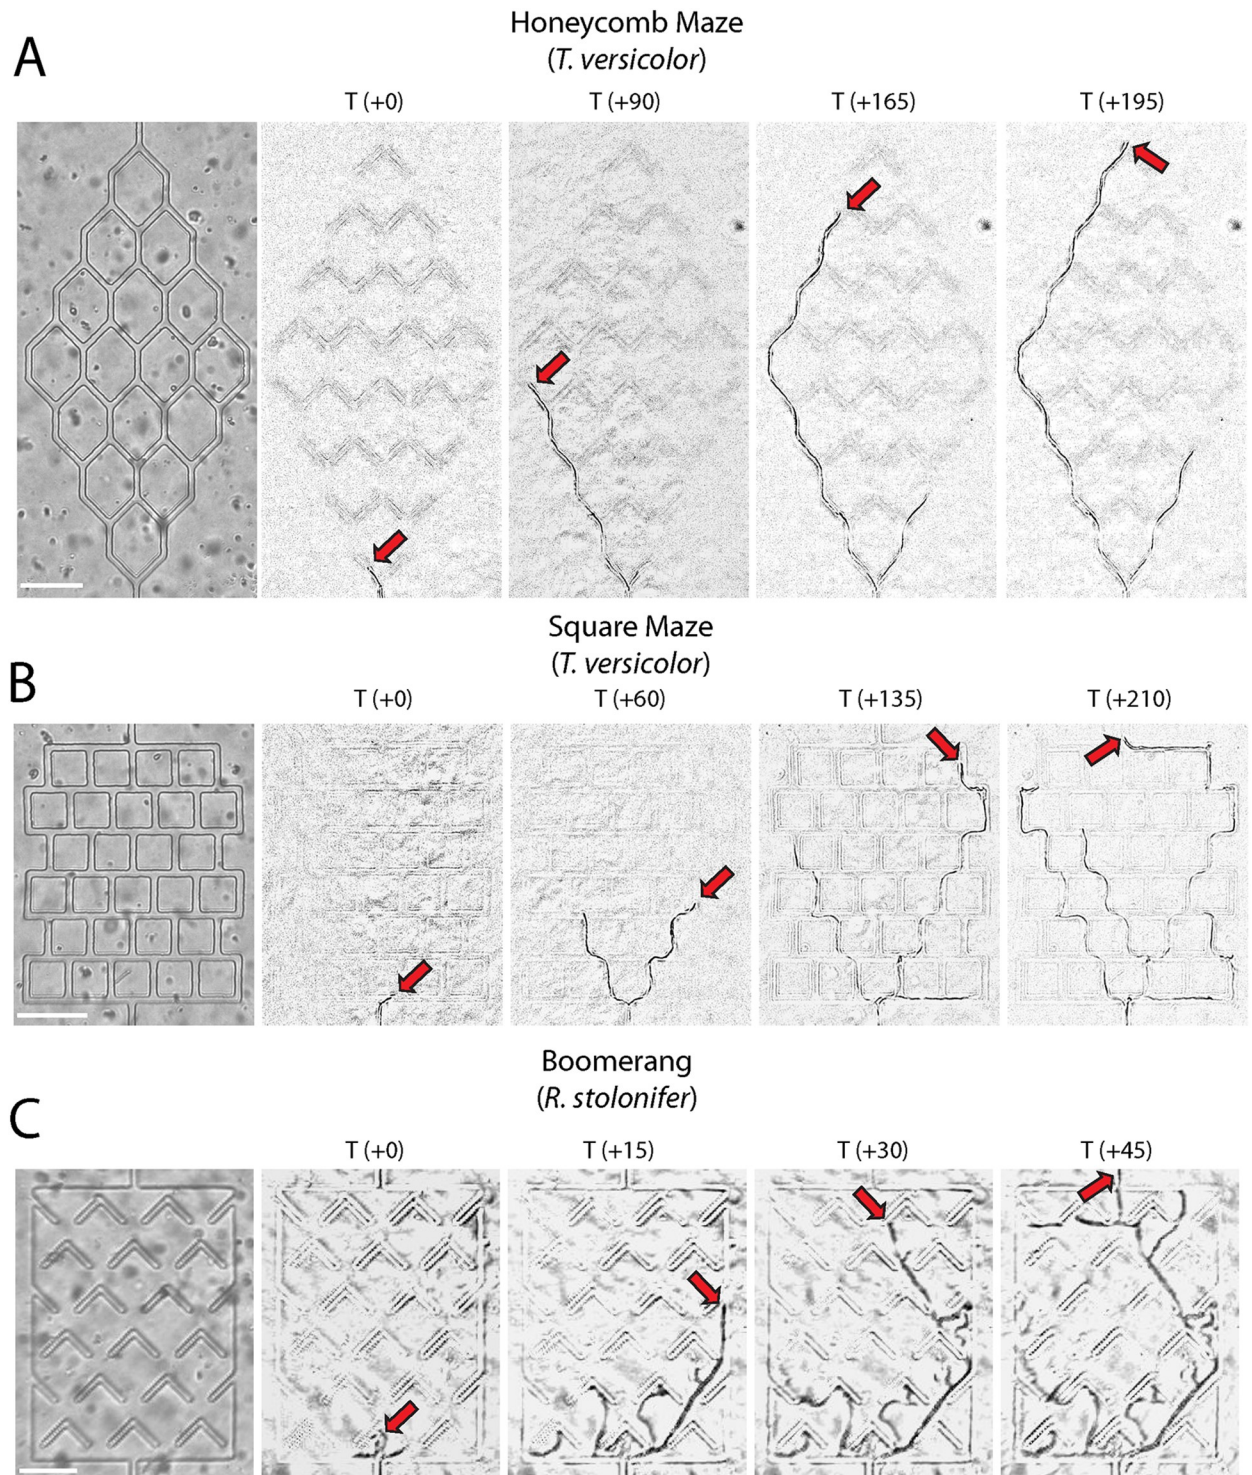 Honeycomb Maze
(T. versicolor)
A
T (+0) T (+90) T (+165) T (+195)
Square Maze
(T. versicolor)
B
T (+0) T (+60) T (+135) T (+210)
Boomerang
(R. stolonifer)
C
T (+0) T (+15) T (+30) T (+45)